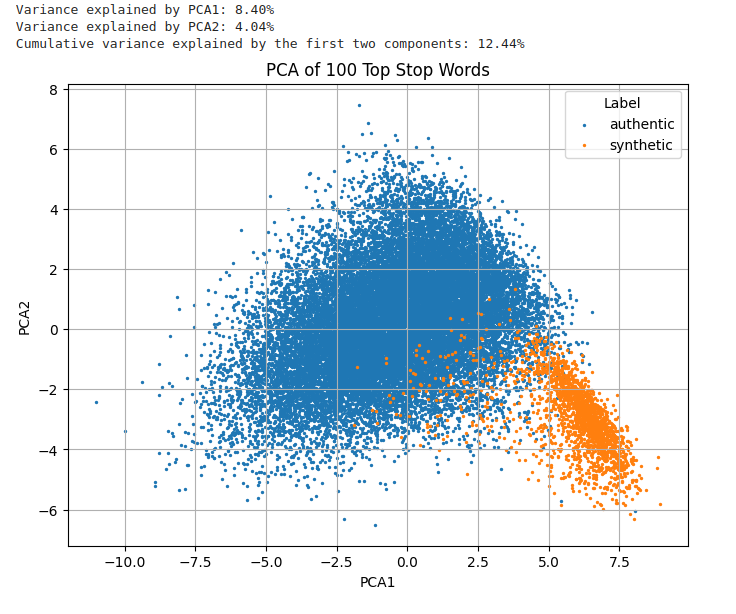 Variance explained by PCA1: 8.40%
Variance explained by PCA2: 4.04%
Cumulative variance explained by the first two components: 12.44%
PCA of 100 Top Stop Words
Label
authentic
synthetic
8
6
4
2
0
−2
−4
−6
PCA2
−10.0 −7.5 −5.0 −2.5 0.0 2.5 5.0 7.5
PCA1